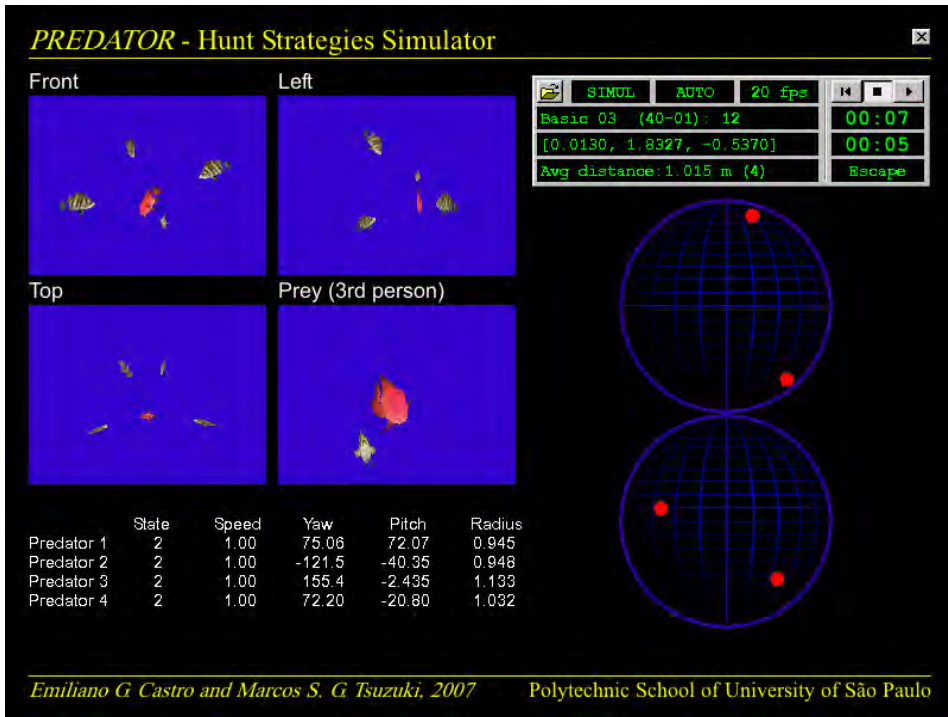 PREDATOR - Hunt Strategies Simulator
Front
Left
SIMUL AUTO 20 fps
Basic 03 (40-01): 12
00:07
[0.0130, 1.8327, -0.5370]
00:05
Avg distance:1.015 m (4)
Escape
Top
Prey (3rd person)
State Speed Yaw Pitch Radius
Predator 1 2 1.00 75.06 72.07 0.945
Predator 2 2 1.00 -121.5 -40.35 0.948
Predator 3 2 1.00 155.4 -2.435 1.133
Predator 4 2 1.00 72.20 -20.80 1.032
Emiliano G. Castro and Marcos S. G. Tsuzuki, 2007
Polytechnic School of University of São Paulo